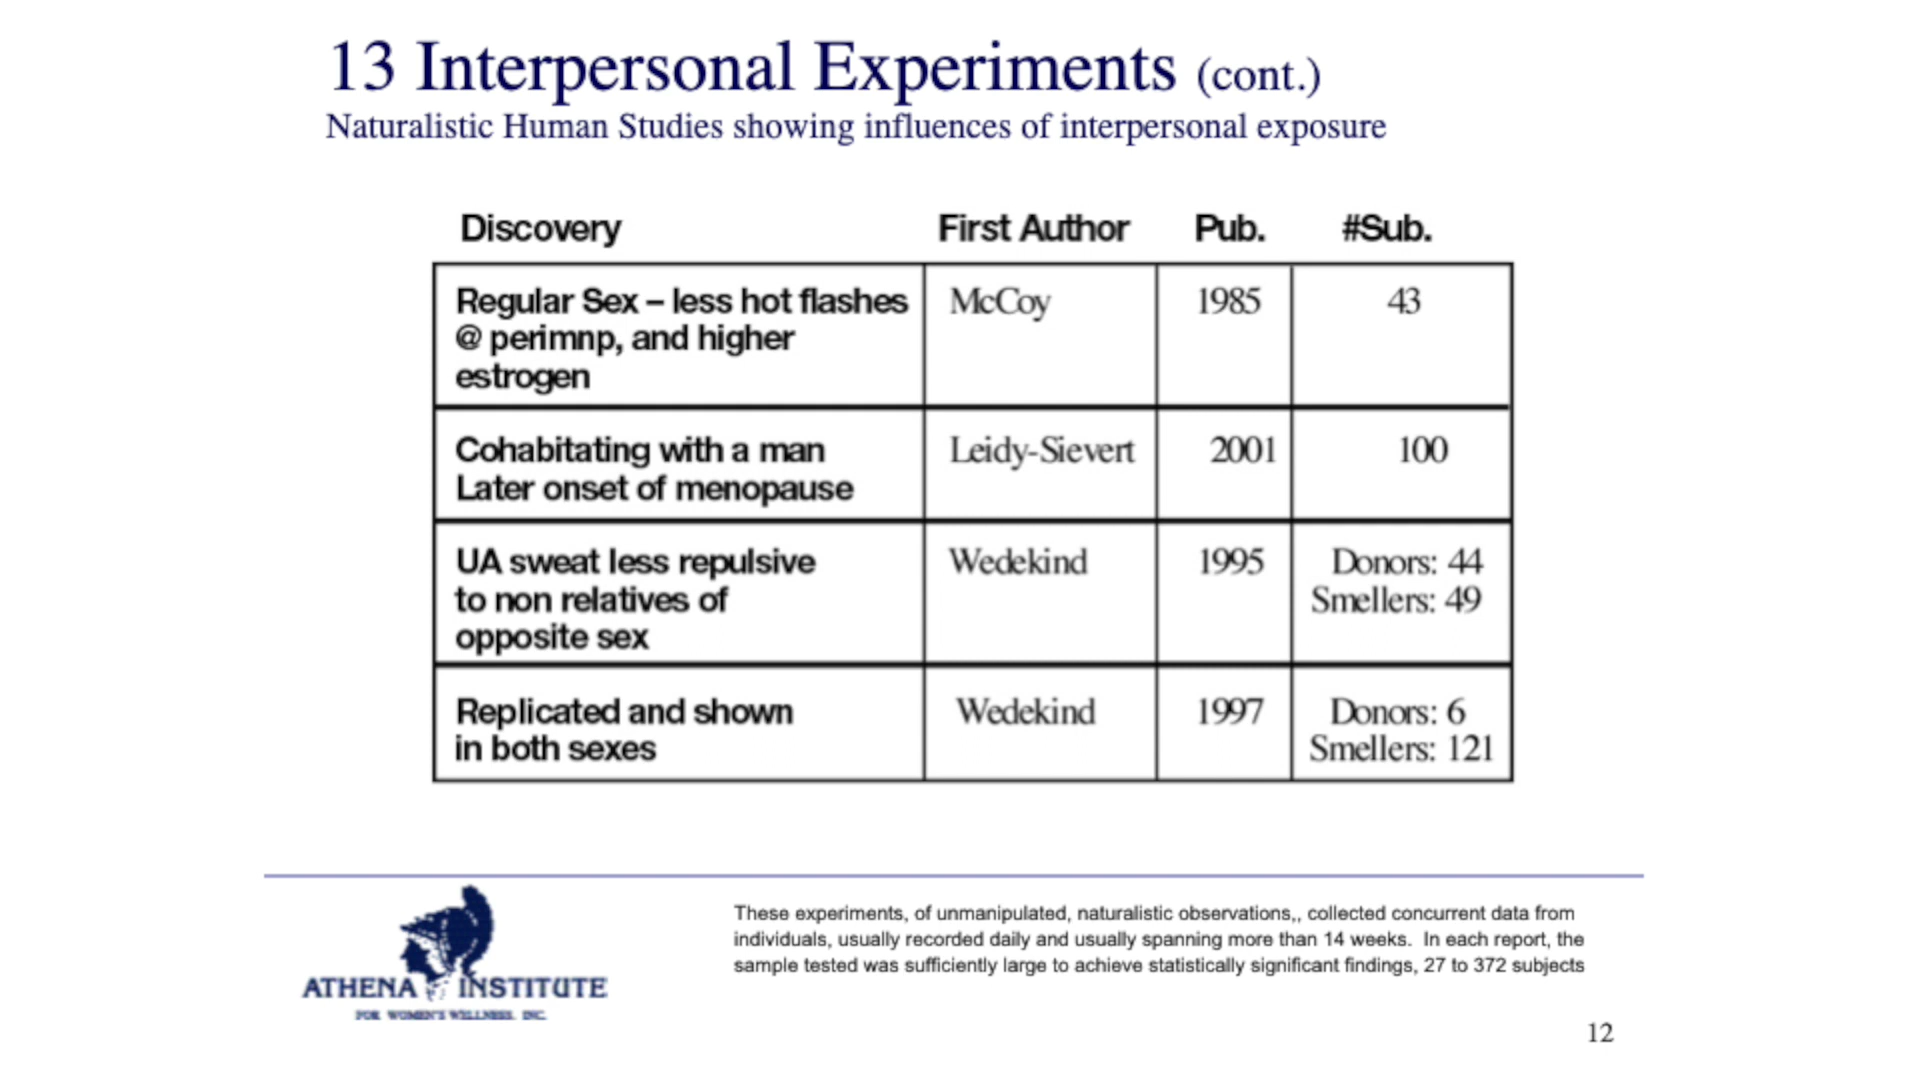 13 Interpersonal Experiments (cont.)
Naturalistic Human Studies showing influences of interpersonal exposure
Discovery First Author Pub. #Sub.
Regular Sex – less hot flashes McCoy 1985 43
@ perimnp, and higher
estrogen
Cohabitating with a man Leidy-Sievert 2001 100
Later onset of menopause
UA sweat less repulsive Wedekind 1995 Donors: 44
to non relatives of Smellers: 49
opposite sex
Replicated and shown Wedekind 1997 Donors: 6
in both sexes Smellers: 121
These experiments, of unmanipulated, naturalistic observations,, collected concurrent data from
individuals, usually recorded daily and usually spanning more than 14 weeks. In each report, the
sample tested was sufficiently large to achieve statistically significant findings, 27 to 372 subjects
ATHENA INSTITUTE
FOR WOMEN'S WELLNESS, INC.
12